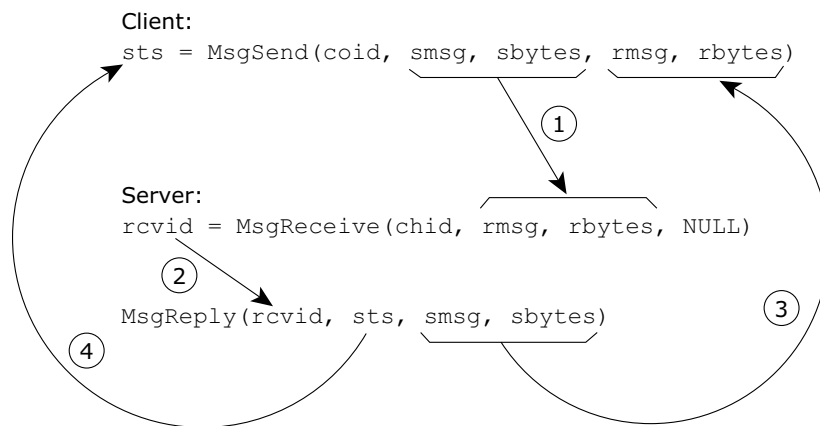 Client:
sts = MsgSend(coid, smsg, sbytes, rmsg, rbytes)
1
Server:
rcvid = MsgReceive(chid, rmsg, rbytes, NULL)
2
MsgReply(rcvid, sts, smsg, sbytes)
3
4